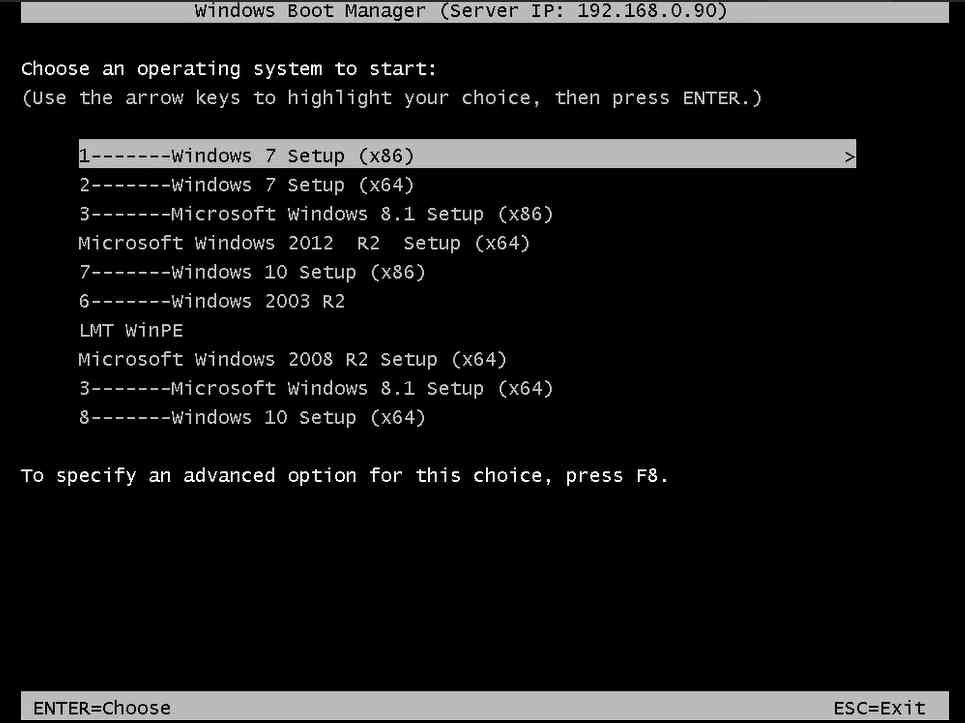 Windows Boot Manager (Server IP: 192.168.0.90)
Choose an operating system to start:
(Use the arrow keys to highlight your choice, then press ENTER.)
1-------Windows 7 Setup (x86) >
2-------Windows 7 Setup (x64)
3-------Microsoft Windows 8.1 Setup (x86)
Microsoft Windows 2012  R2  Setup (x64)
7-------Windows 10 Setup (x86)
6-------Windows 2003 R2
LMT WinPE
Microsoft Windows 2008 R2 Setup (x64)
3-------Microsoft Windows 8.1 Setup (x64)
8-------Windows 10 Setup (x64)
To specify an advanced option for this choice, press F8.
ENTER=Choose ESC=Exit